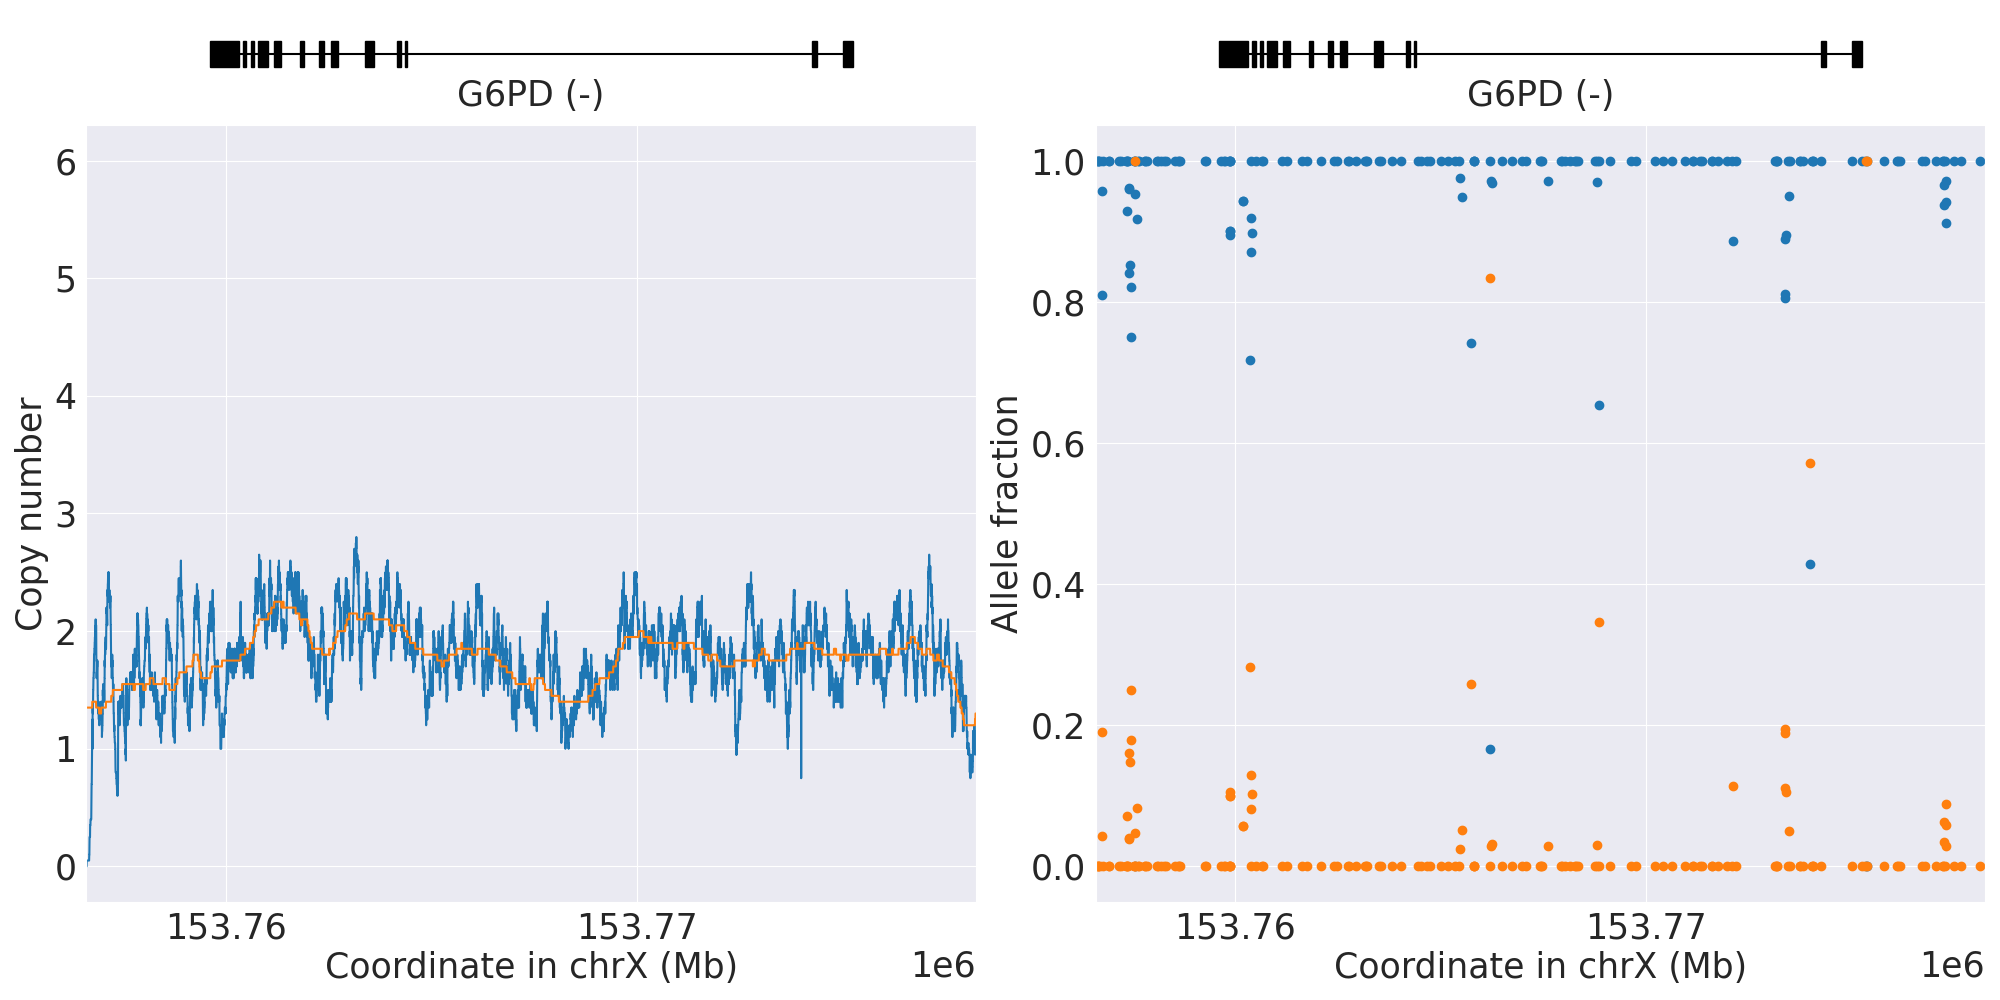 G6PD (-)
6
5
4
3
2
1
0
Copy number
153.76
153.77
Coordinate in chrX (Mb)
1e6
G6PD (-)
1.0
0.8
0.6
0.4
0.2
0.0
Allele fraction
153.76
153.77
Coordinate in chrX (Mb)
1e6